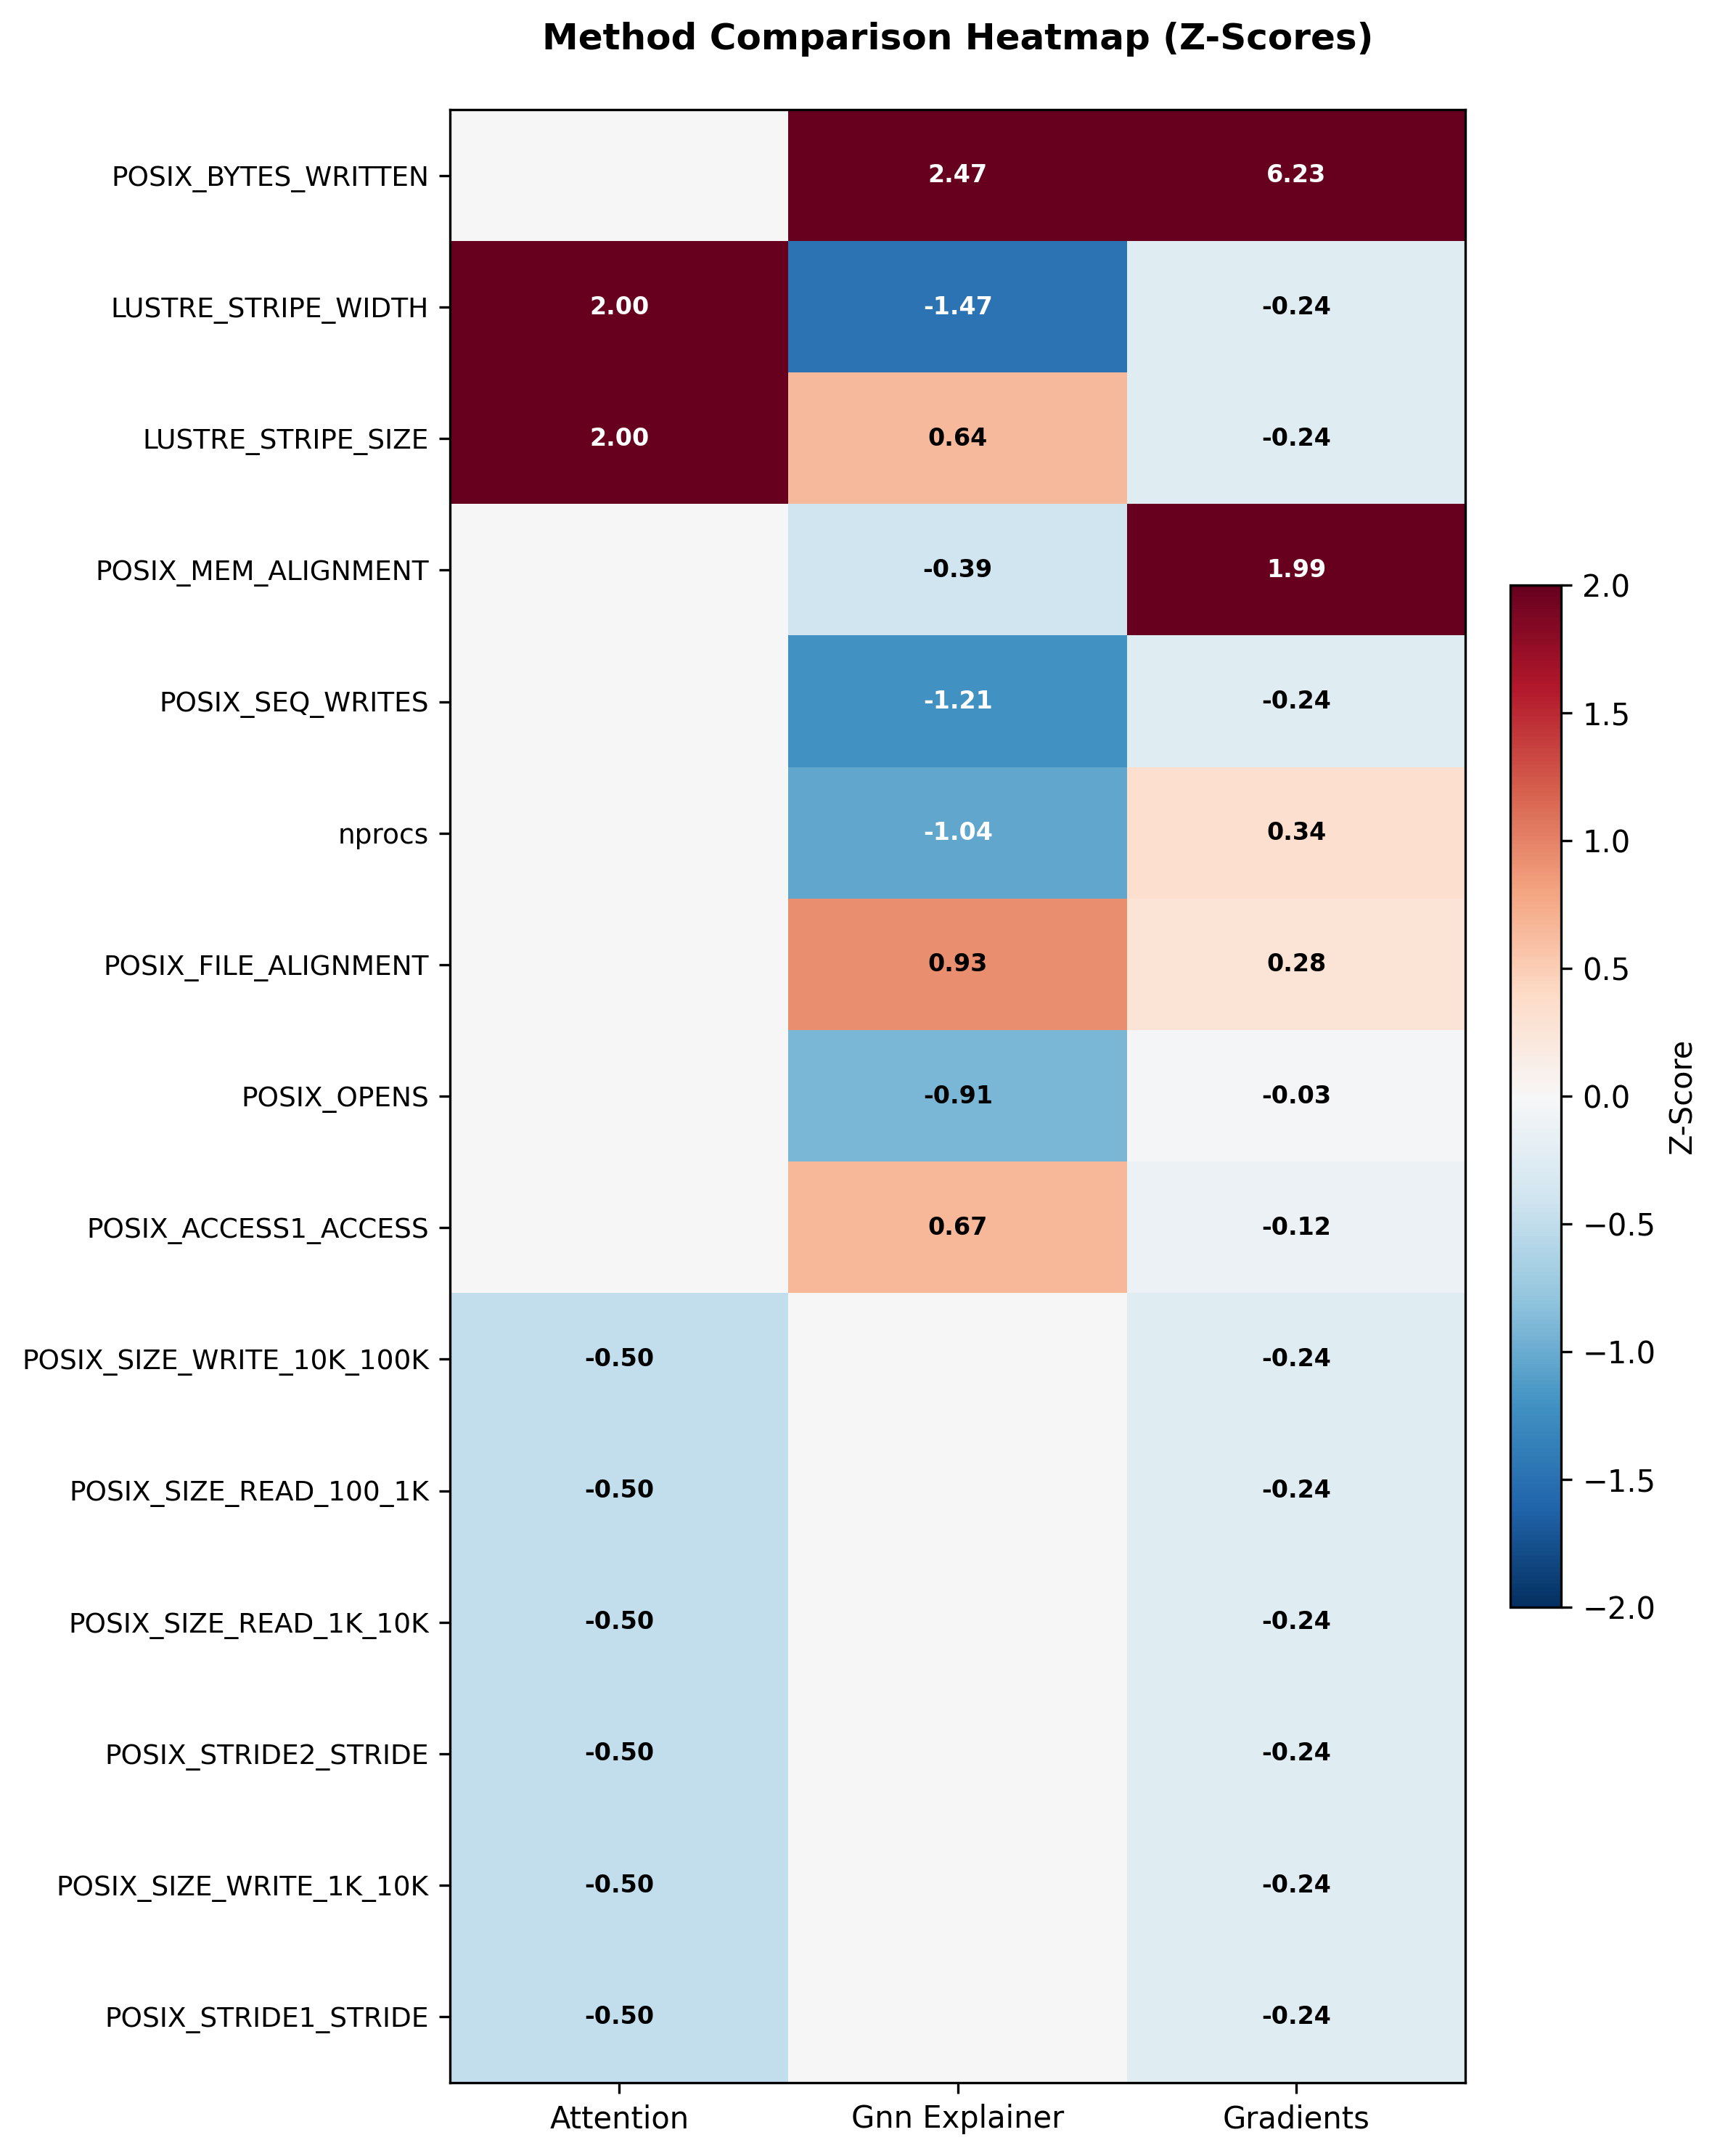 Method Comparison Heatmap (Z-Scores)
POSIX_BYTES_WRITTEN 2.47 6.23
LUSTRE_STRIPE_WIDTH 2.00 -1.47 -0.24
LUSTRE_STRIPE_SIZE 2.00 0.64 -0.24
POSIX_MEM_ALIGNMENT -0.39 1.99
POSIX_SEQ_WRITES -1.21 -0.24
nprocs -1.04 0.34
POSIX_FILE_ALIGNMENT 0.93 0.28
POSIX_OPENS -0.91 -0.03
POSIX_ACCESS1_ACCESS 0.67 -0.12
POSIX_SIZE_WRITE_10K_100K -0.50 -0.24
POSIX_SIZE_READ_100_1K -0.50 -0.24
POSIX_SIZE_READ_1K_10K -0.50 -0.24
POSIX_STRIDE2_STRIDE -0.50 -0.24
POSIX_SIZE_WRITE_1K_10K -0.50 -0.24
POSIX_STRIDE1_STRIDE -0.50 -0.24
Attention Gnn Explainer Gradients
2.0
1.5
1.0
0.5
0.0
−0.5
−1.0
−1.5
−2.0
Z-Score